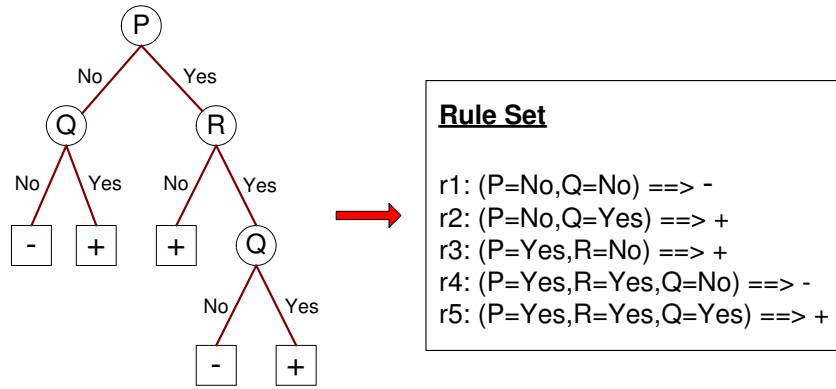 P
No Yes
Q R
No Yes No Yes
- + + Q
No Yes
- +
Rule Set
r1: (P=No,Q=No) ==> -
r2: (P=No,Q=Yes) ==> +
r3: (P=Yes,R=No) ==> +
r4: (P=Yes,R=Yes,Q=No) ==> -
r5: (P=Yes,R=Yes,Q=Yes) ==> +